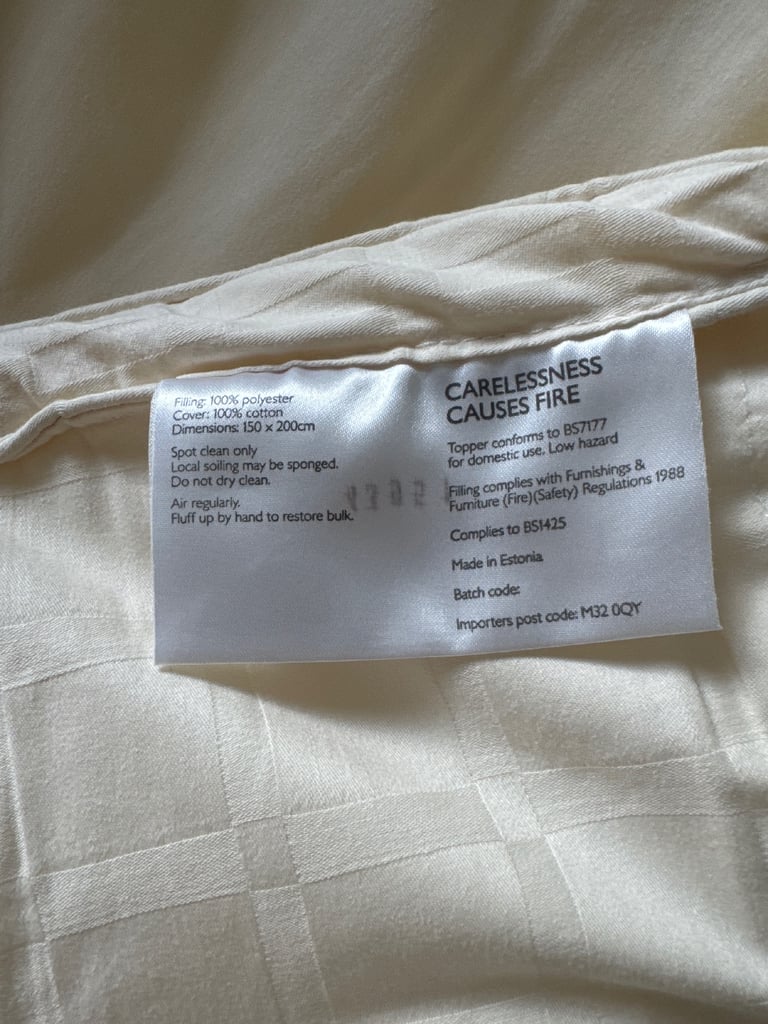 Filling: 100% polyester
Cover: 100% cotton
Dimensions: 150 x 200cm
Spot clean only
Local soiling may be sponged.
Do not dry clean.
Air regularly.
Fluff up by hand to restore bulk.
CARELESSNESS
CAUSES FIRE
Topper conforms to BS7177
for domestic use. Low hazard
Filling complies with Furnishings &
Furniture (Fire)(Safety) Regulations 1988
Complies to BS1425
Made in Estonia
Batch code:
Importers post code: M32 0QY